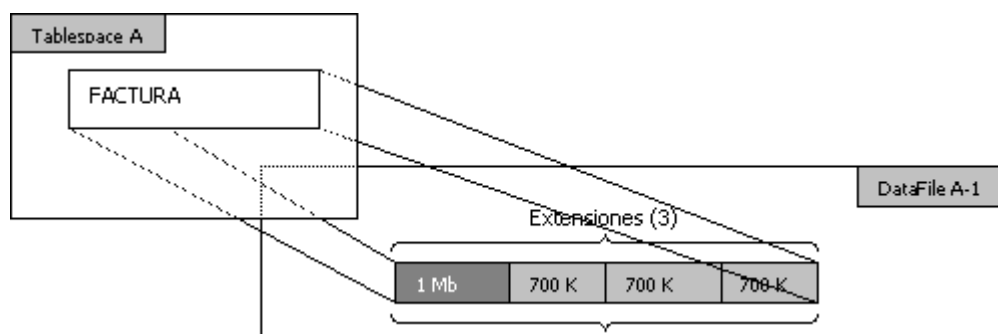 Tablespace A
FACTURA
DataFile A-1
Extensiones (3)
1 Mb
700 K
700 K
700 K